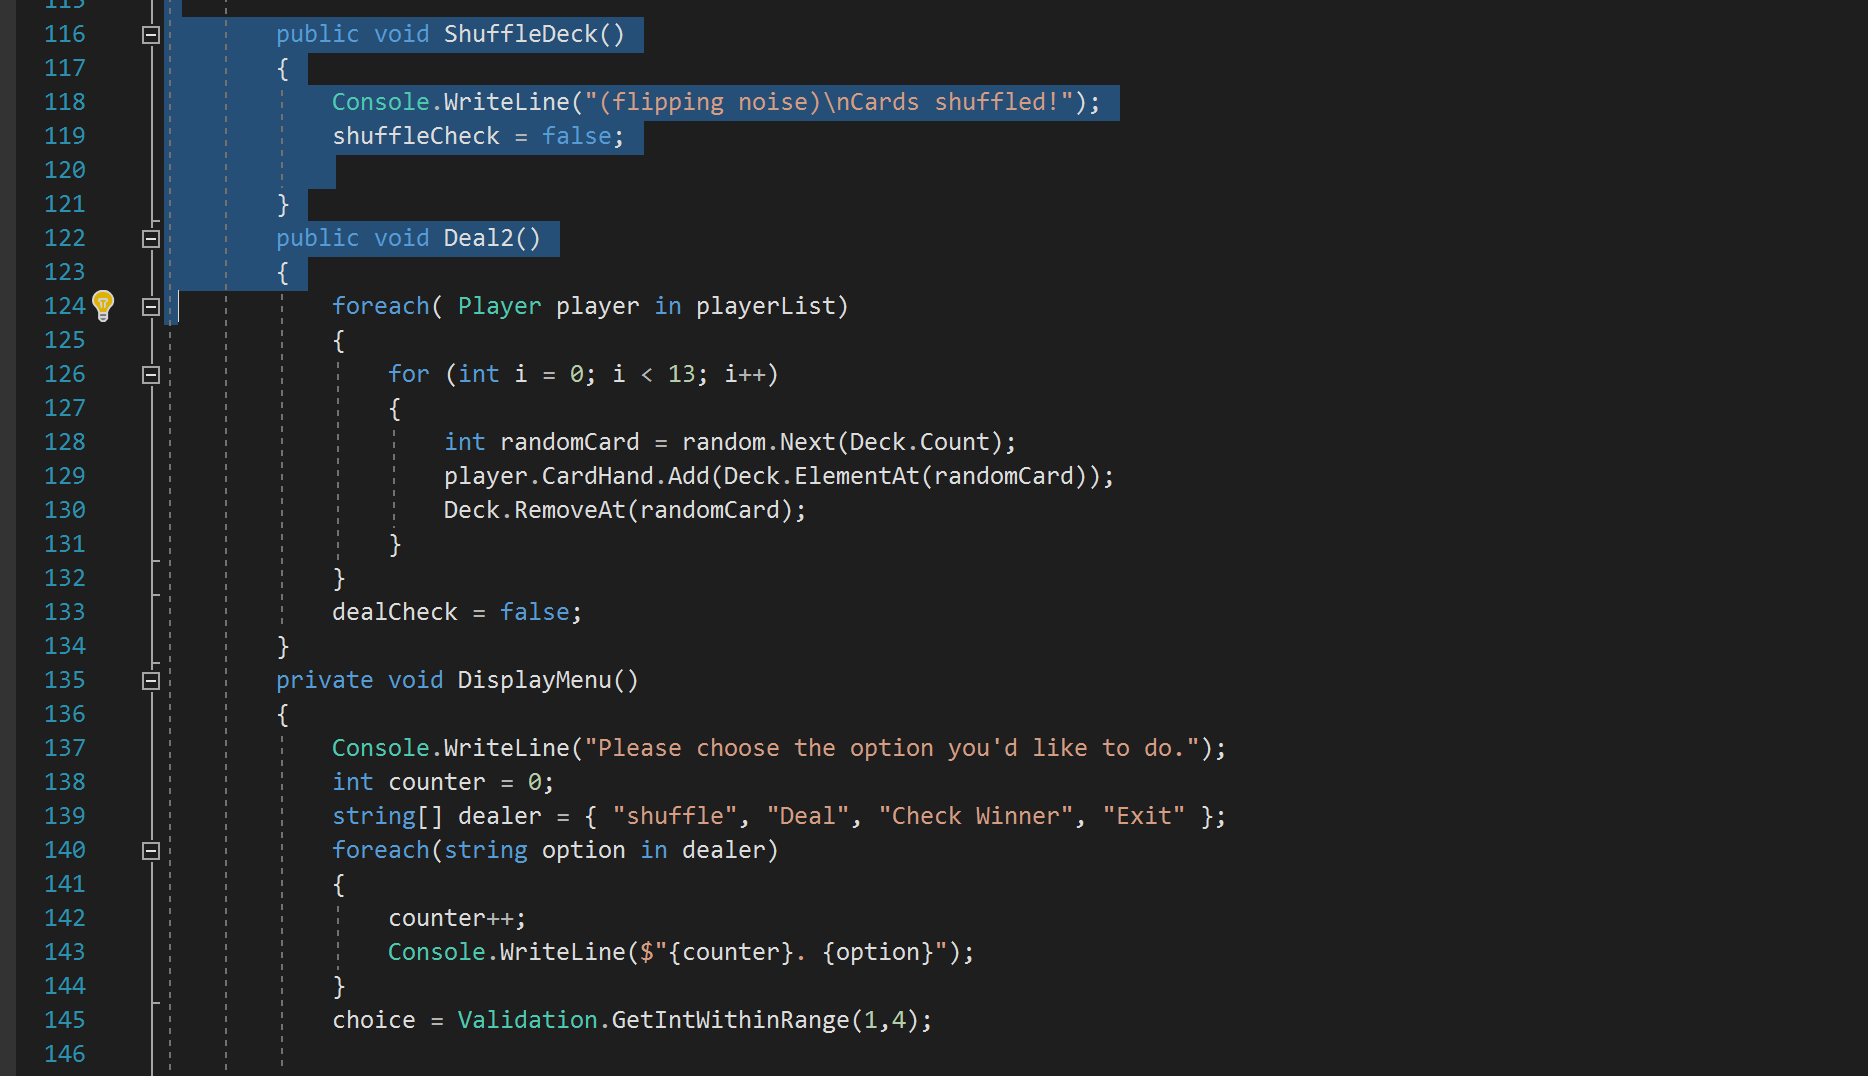 115
116 public void ShuffleDeck()
117 {
118 Console.WriteLine("(flipping noise)\nCards shuffled!");
119 shuffleCheck = false;
120
121 }
122 public void Deal2()
123 {
124 foreach( Player player in playerList)
125 {
126 for (int i = 0; i < 13; i++)
127 {
128 int randomCard = random.Next(Deck.Count);
129 player.CardHand.Add(Deck.ElementAt(randomCard));
130 Deck.RemoveAt(randomCard);
131 }
132 }
133 dealCheck = false;
134 }
135 private void DisplayMenu()
136 {
137 Console.WriteLine("Please choose the option you'd like to do.");
138 int counter = 0;
139 string[] dealer = { "shuffle", "Deal", "Check Winner", "Exit" };
140 foreach(string option in dealer)
141 {
142 counter++;
143 Console.WriteLine($"{counter}. {option}");
144 }
145 choice = Validation.GetIntWithinRange(1,4);
146